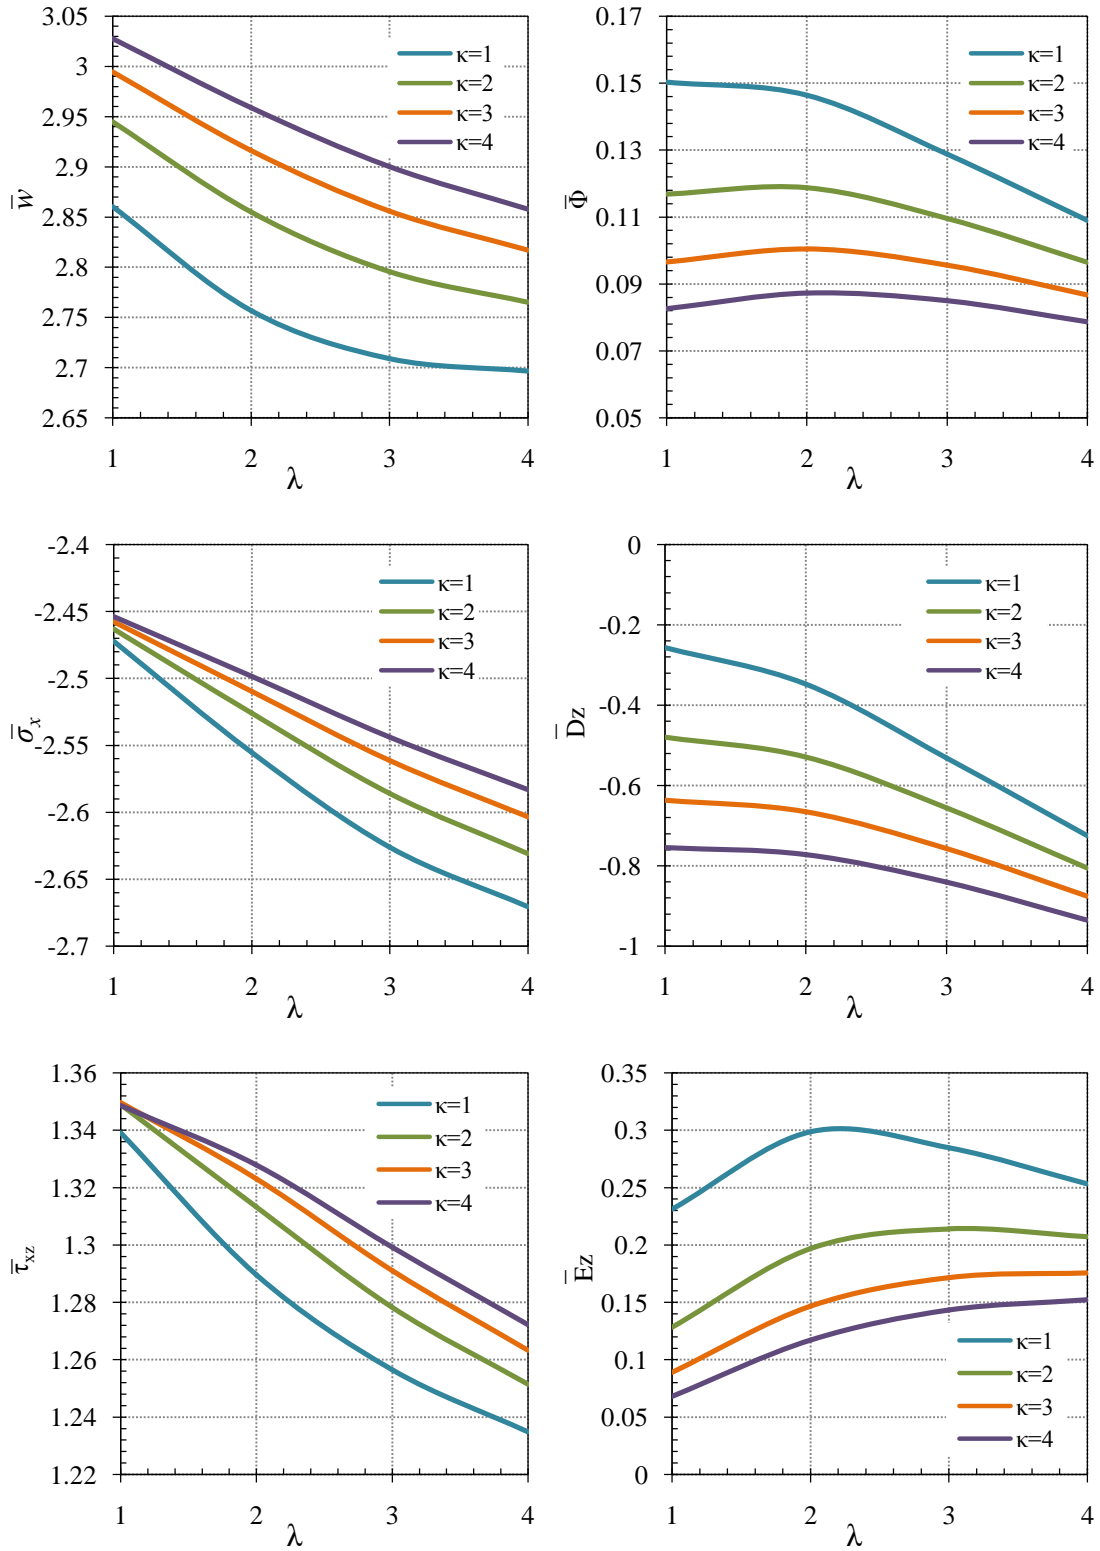 3.05
3
2.95
2.9
2.85
2.8
2.75
2.7
2.65
w̅
κ=1
κ=2
κ=3
κ=4
1 2 3 4
λ
0.17
0.15
0.13
0.11
0.09
0.07
0.05
Φ̅
κ=1
κ=2
κ=3
κ=4
1 2 3 4
λ
-2.4
-2.45
-2.5
-2.55
-2.6
-2.65
-2.7
σ̅x
κ=1
κ=2
κ=3
κ=4
1 2 3 4
λ
0
-0.2
-0.4
-0.6
-0.8
-1
D̅z
κ=1
κ=2
κ=3
κ=4
1 2 3 4
λ
1.36
1.34
1.32
1.3
1.28
1.26
1.24
1.22
τ̅xz
κ=1
κ=2
κ=3
κ=4
1 2 3 4
λ
0.35
0.3
0.25
0.2
0.15
0.1
0.05
0
E̅z
κ=1
κ=2
κ=3
κ=4
1 2 3 4
λ